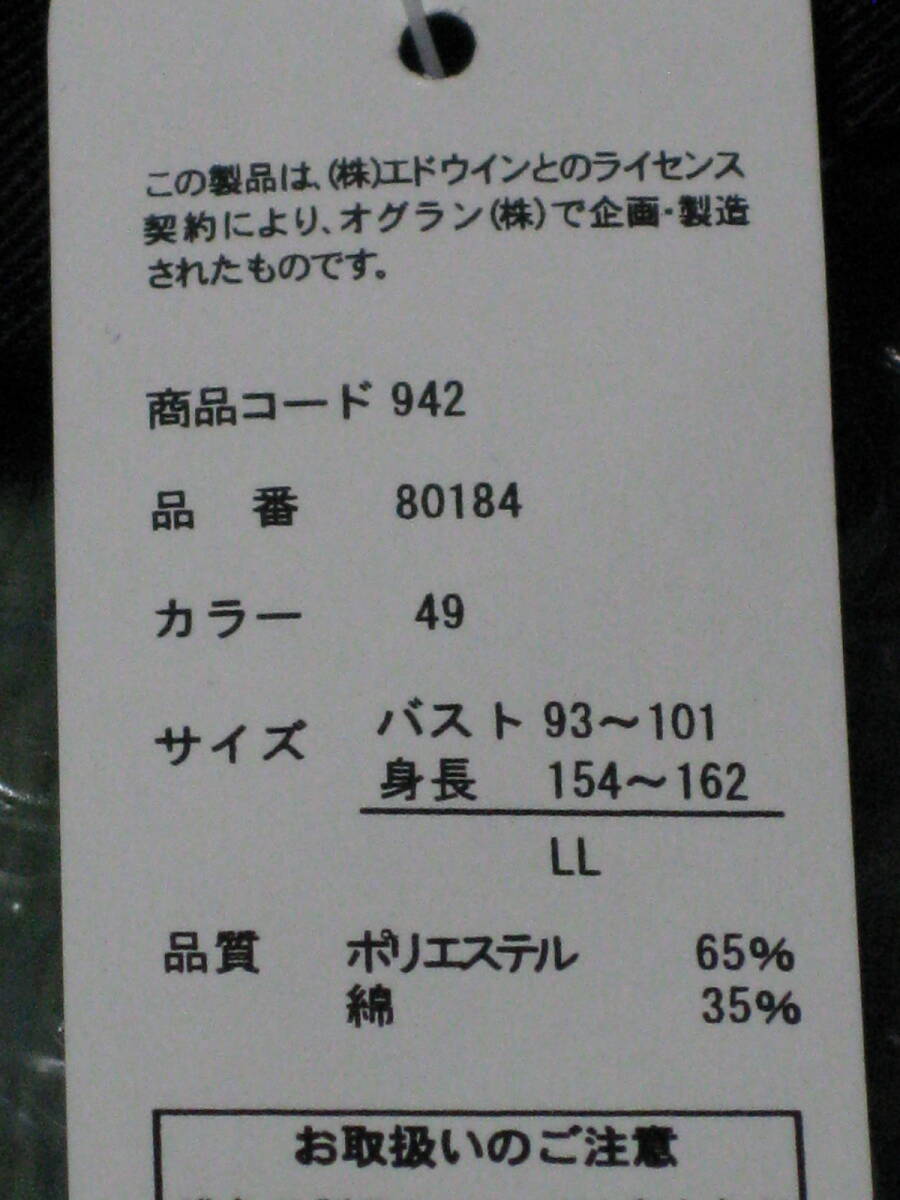 この製品は、(株)エドウインとのライセンス
契約により、オグラン(株)で企画・製造
されたものです。
商品コード 942
品 番 80184
カラー 49
サイズ バスト 93～101
身長 154～162
LL
品質 ポリエステル 65%
綿 35%
お取扱いのご注意